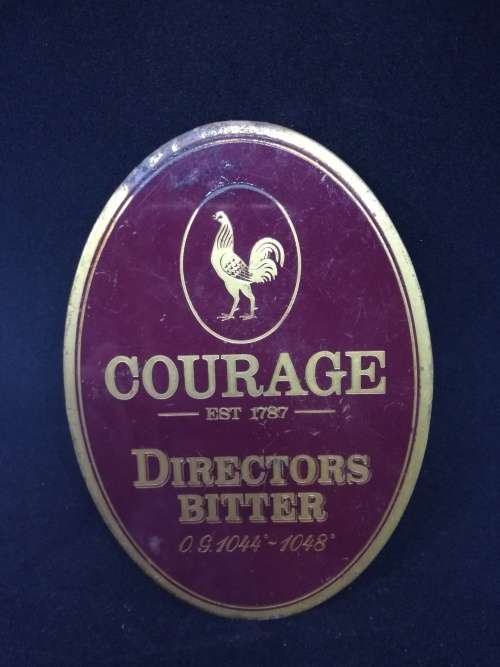 COURAGE
EST 1787
DIRECTORS
BITTER
O.G. 1044°~1048°